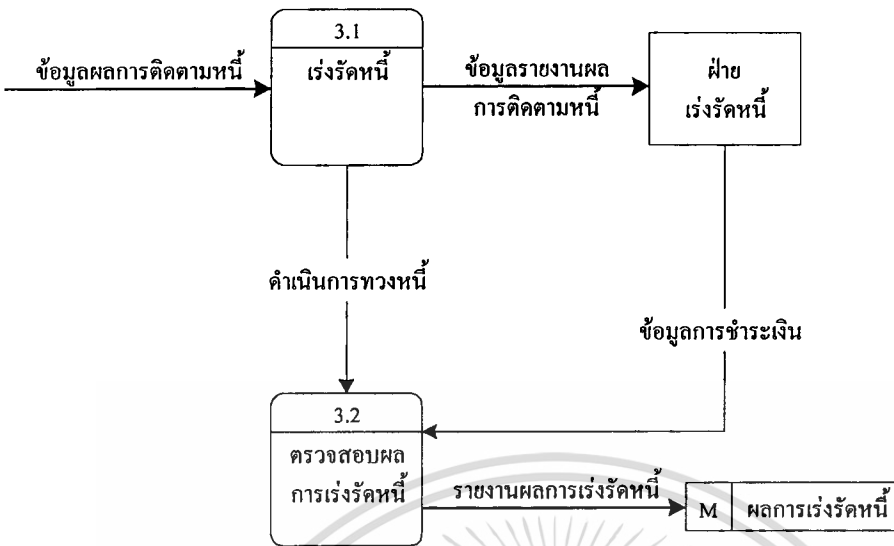 3.1
ข้อมูลผลการติดตามหนี้
เร่งรัดหนี้
ข้อมูลรายงานผล
การติดตามหนี้
ฝ่าย
เร่งรัดหนี้
ดำเนินการทวงหนี้
ข้อมูลการชำระเงิน
3.2
ตรวจสอบผล
การเร่งรัดหนี้
รายงานผลการเร่งรัดหนี้
M ผลการเร่งรัดหนี้